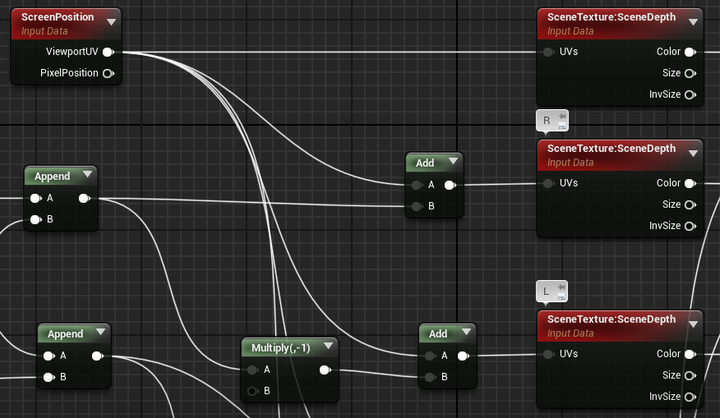 ScreenPosition
Input Data
ViewportUV
PixelPosition
SceneTexture:SceneDepth
Input Data
UVs
Color
Size
InvSize
R
SceneTexture:SceneDepth
Input Data
UVs
Color
Size
InvSize
Add
A
B
Append
A
B
L
SceneTexture:SceneDepth
Input Data
UVs
Color
Size
InvSize
Append
A
B
Multiply(,-1)
A
B
Add
A
B